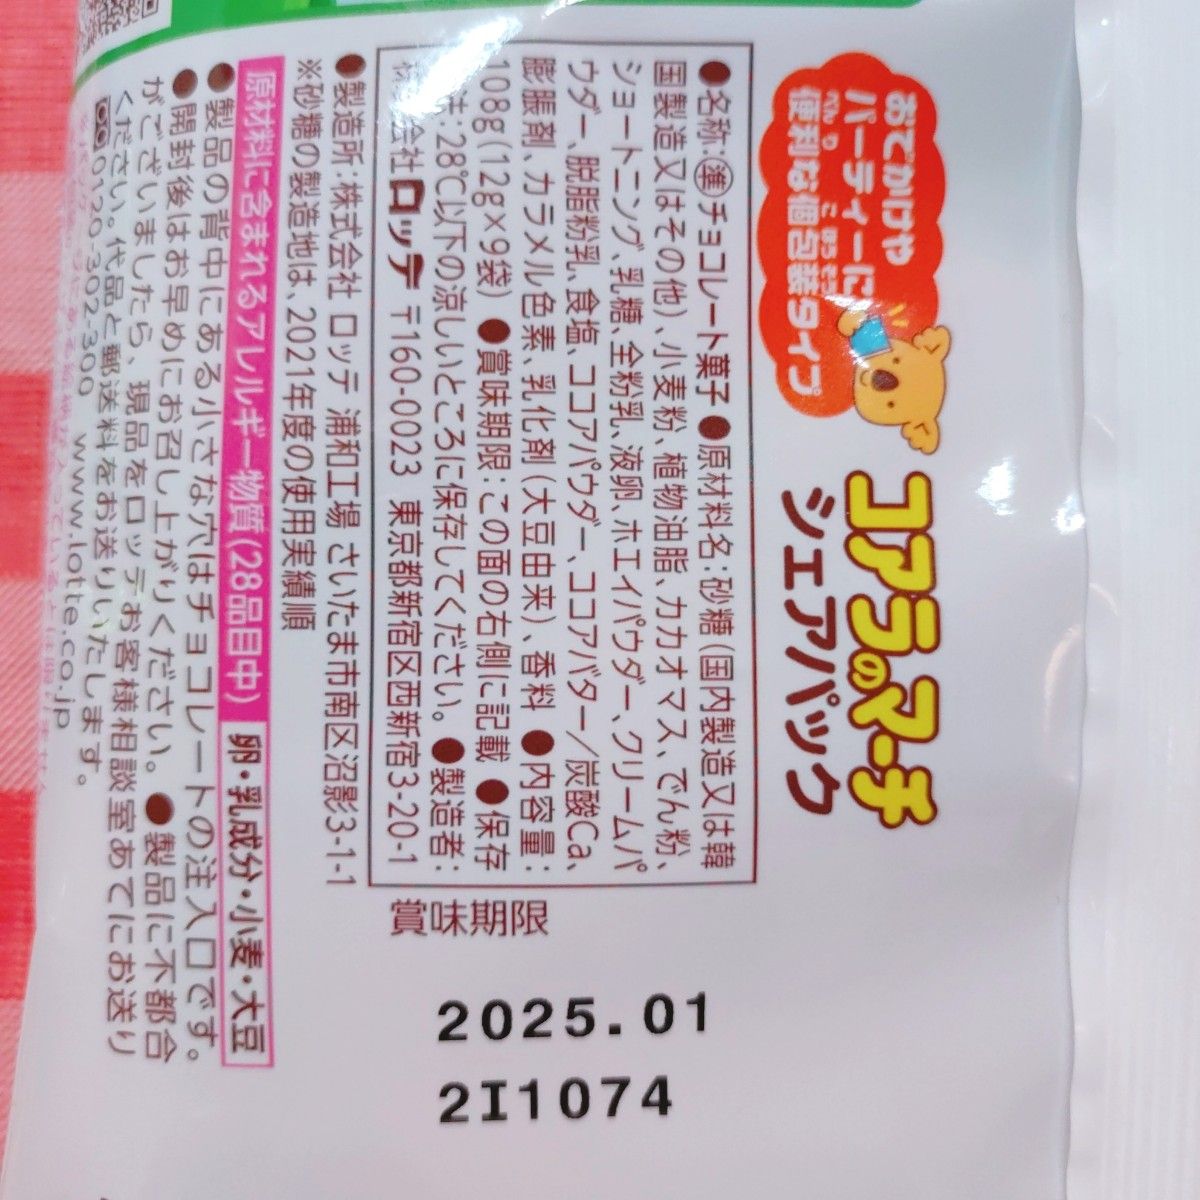 おでかけや
パーティーに
便利な個包装タイプ
コアラのマーチ
シェアパック
●名称:準チョコレート菓子 ●原材料名:砂糖(国内製造又は韓
国製造又はその他)、小麦粉、植物油脂、カカオマス、でん粉、
ショートニング、乳糖、全粉乳、液卵、ホエイパウダー、クリームパ
ウダー、脱脂粉乳、食塩、ココアパウダー、ココアバター/炭酸Ca、
膨脹剤、カラメル色素、乳化剤(大豆由来)、香料 ●内容量:
108g(12g×9袋) ●賞味期限:この面の右側に記載 ●保存
:28℃以下の涼しいところに保存してください。 ●製造者:
株式会社ロッテ 〒160-0023 東京都新宿区西新宿3-20-1
●製造所:株式会社 ロッテ 浦和工場 さいたま市南区沼影3-1-1
※砂糖の製造地は、2021年度の使用実績順
原材料に含まれるアレルギー物質(28品目中) 卵・乳成分・小麦・大豆
●製品の背中にある小さな穴はチョコレートの注入口です。
●開封後はお早めにお召し上がりください。 ●製品に不都合
がございましたら、現品をロッテお客様相談室あてにお送り
ください。代品と郵送料をお送りいたします。
0120-302-300 www.lotte.co.jp
賞味期限
2025.01
2I1074